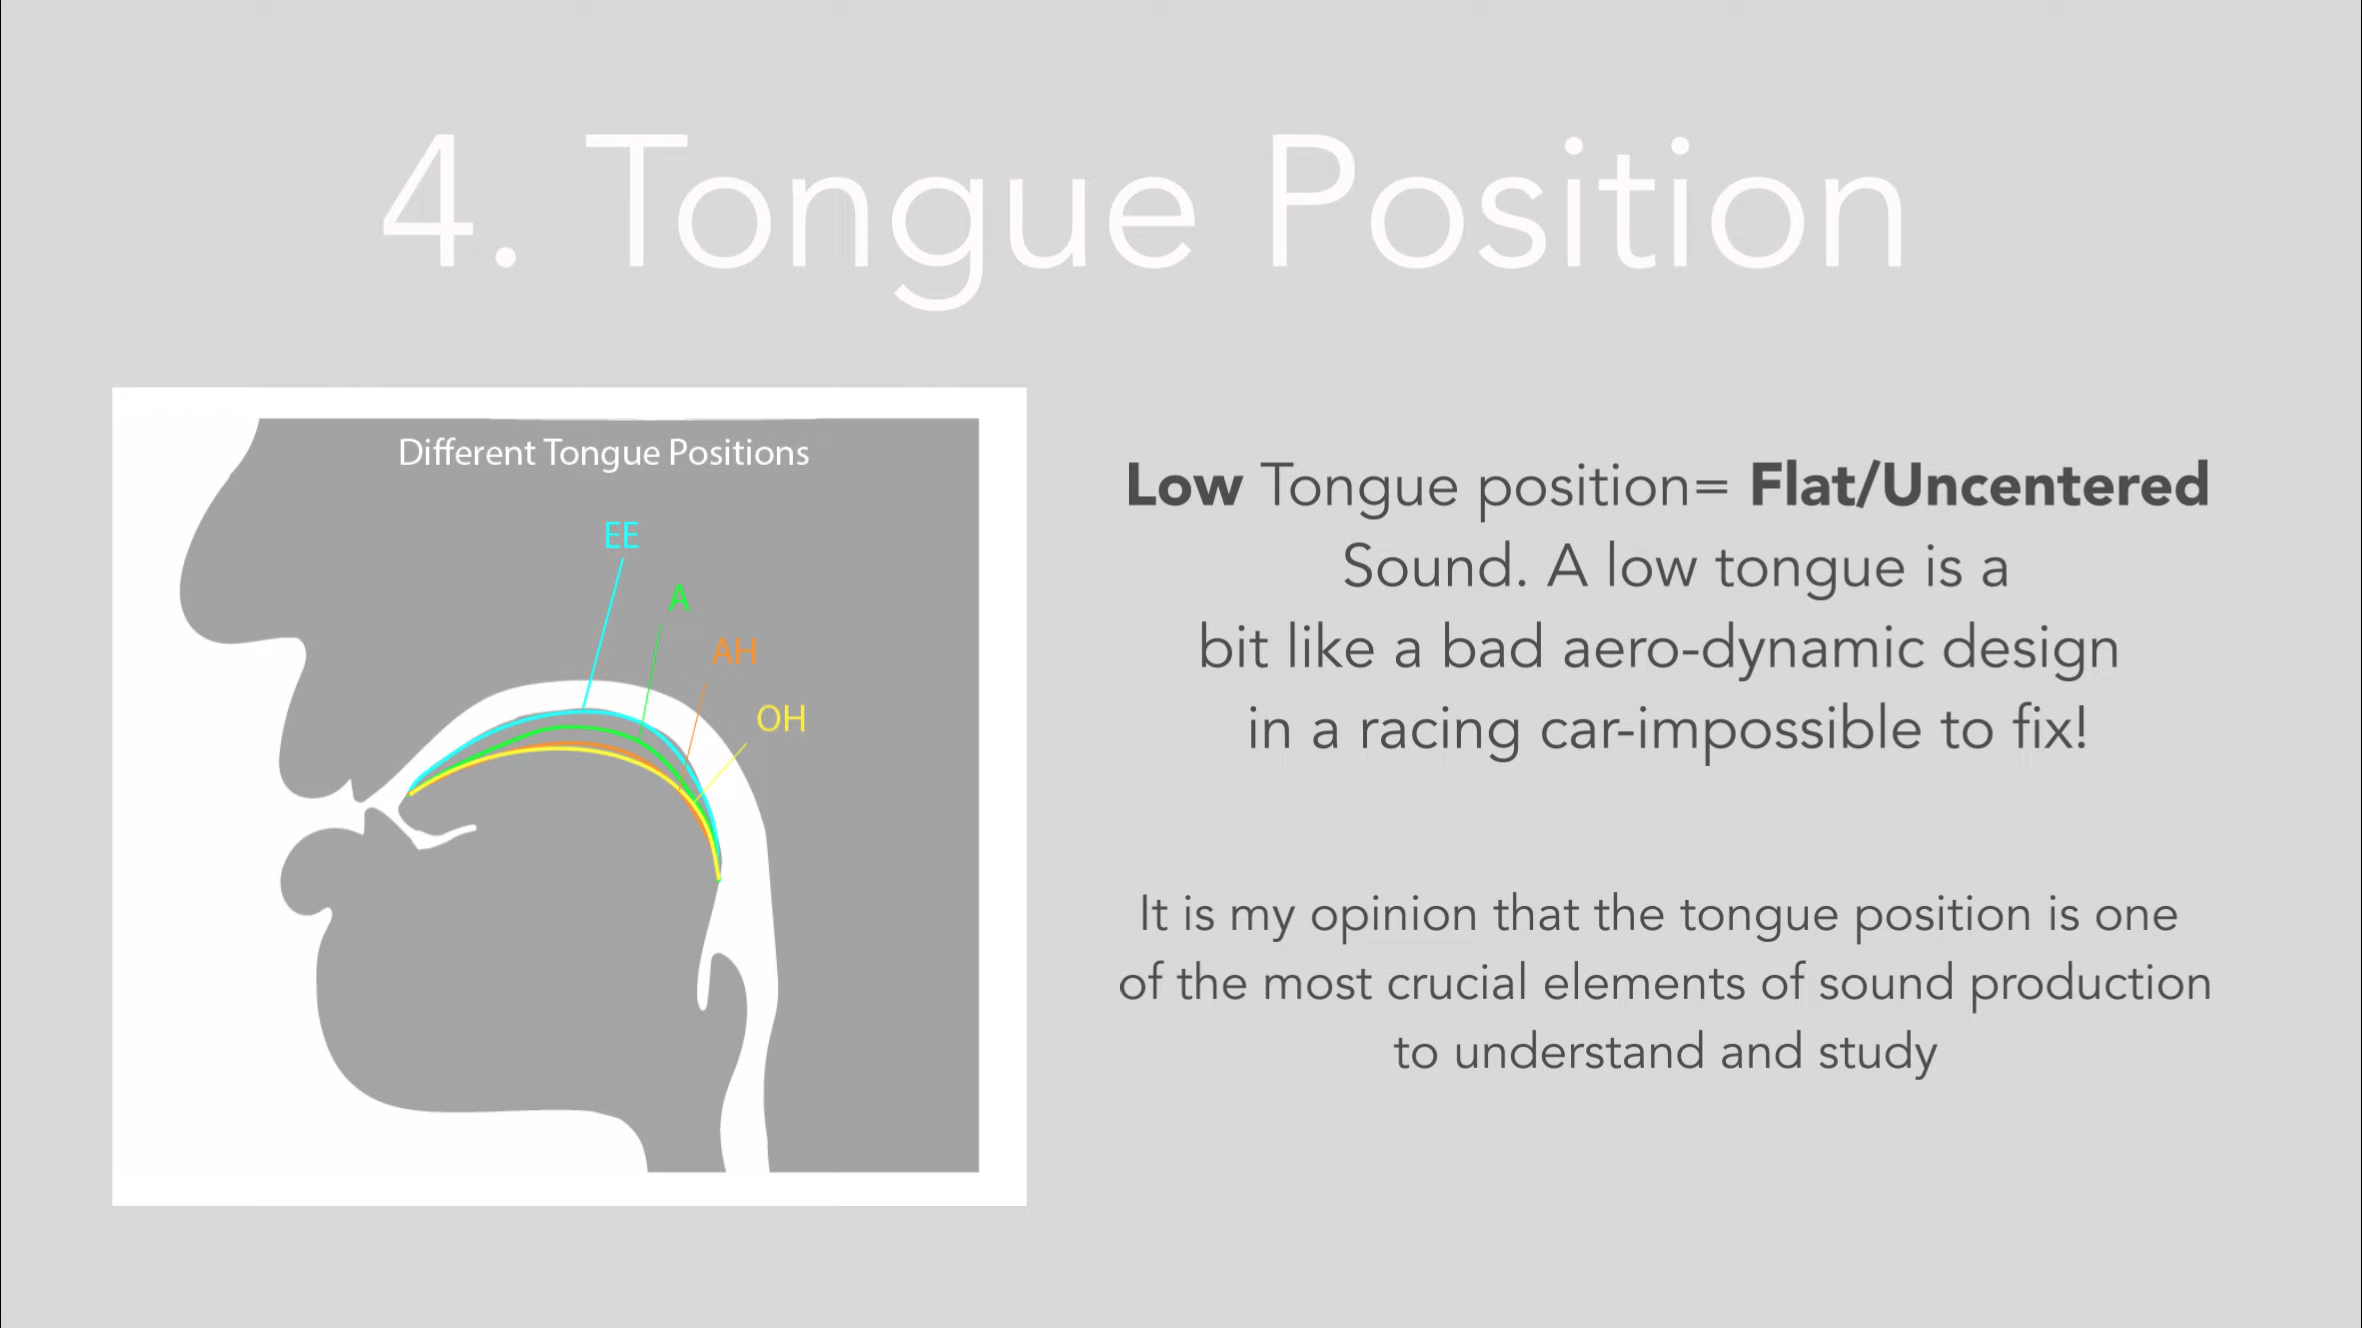 4. Tongue Position
Different Tongue Positions
EE
A
AH
OH
Low Tongue position= Flat/Uncentered
Sound. A low tongue is a
bit like a bad aero-dynamic design
in a racing car-impossible to fix!
It is my opinion that the tongue position is one
of the most crucial elements of sound production
to understand and study